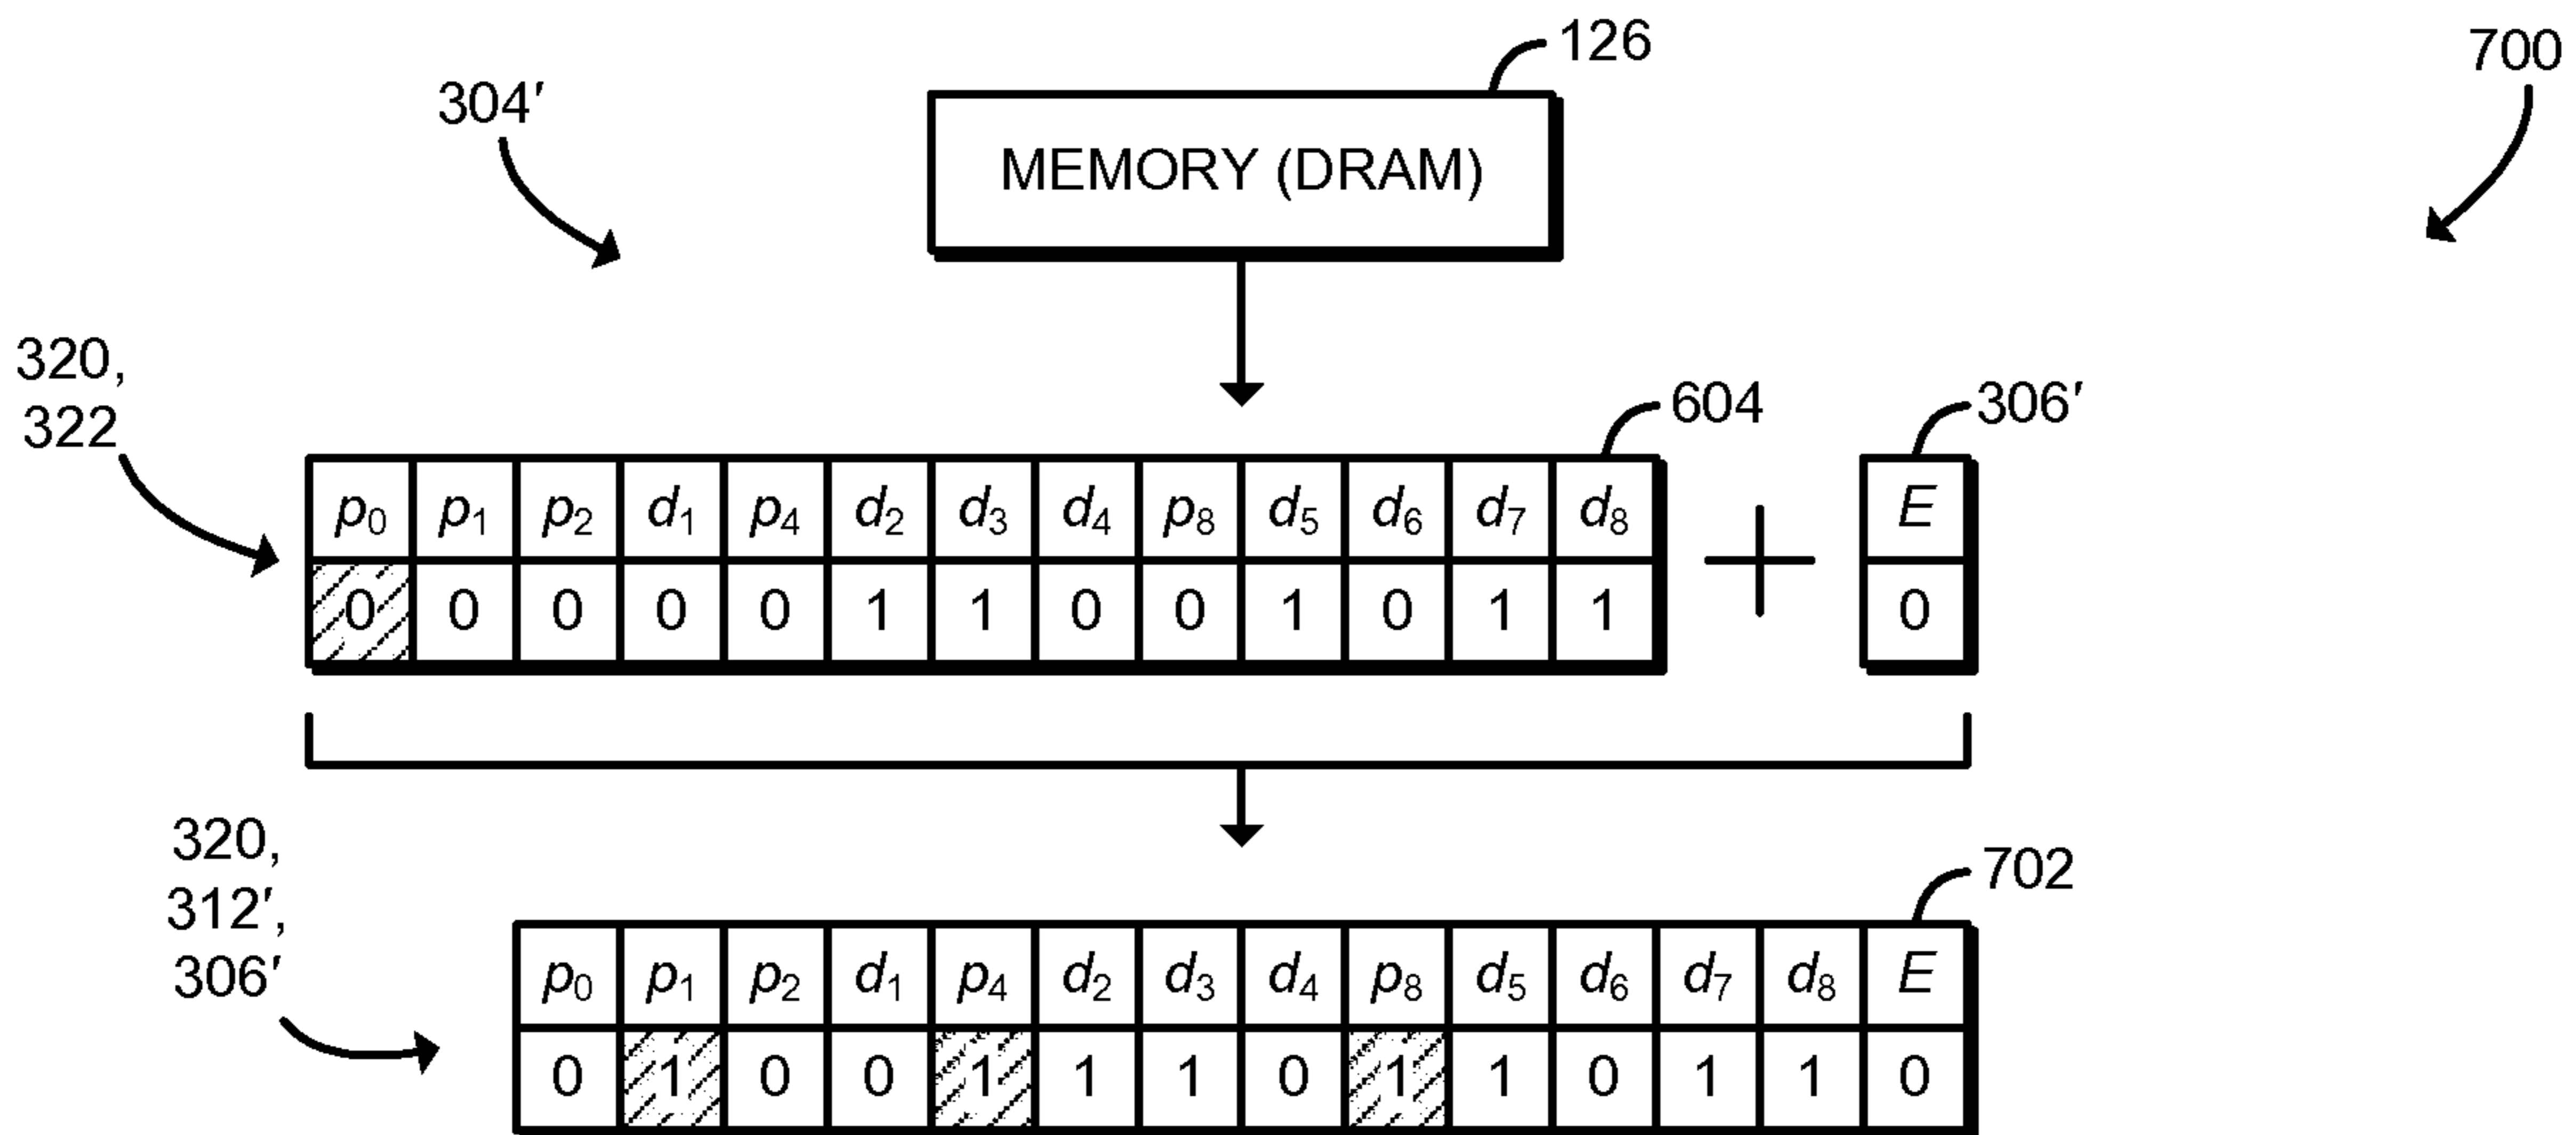 126
700
304′
MEMORY (DRAM)
320,
322
604
306′
p₀ p₁ p₂ d₁ p₄ d₂ d₃ d₄ p₈ d₅ d₆ d₇ d₈ + E
0 0 0 0 0 1 1 0 0 1 0 1 1 0
320,
312′,
306′
702
p₀ p₁ p₂ d₁ p₄ d₂ d₃ d₄ p₈ d₅ d₆ d₇ d₈ E
0 1 0 0 1 1 1 0 1 1 0 1 1 0